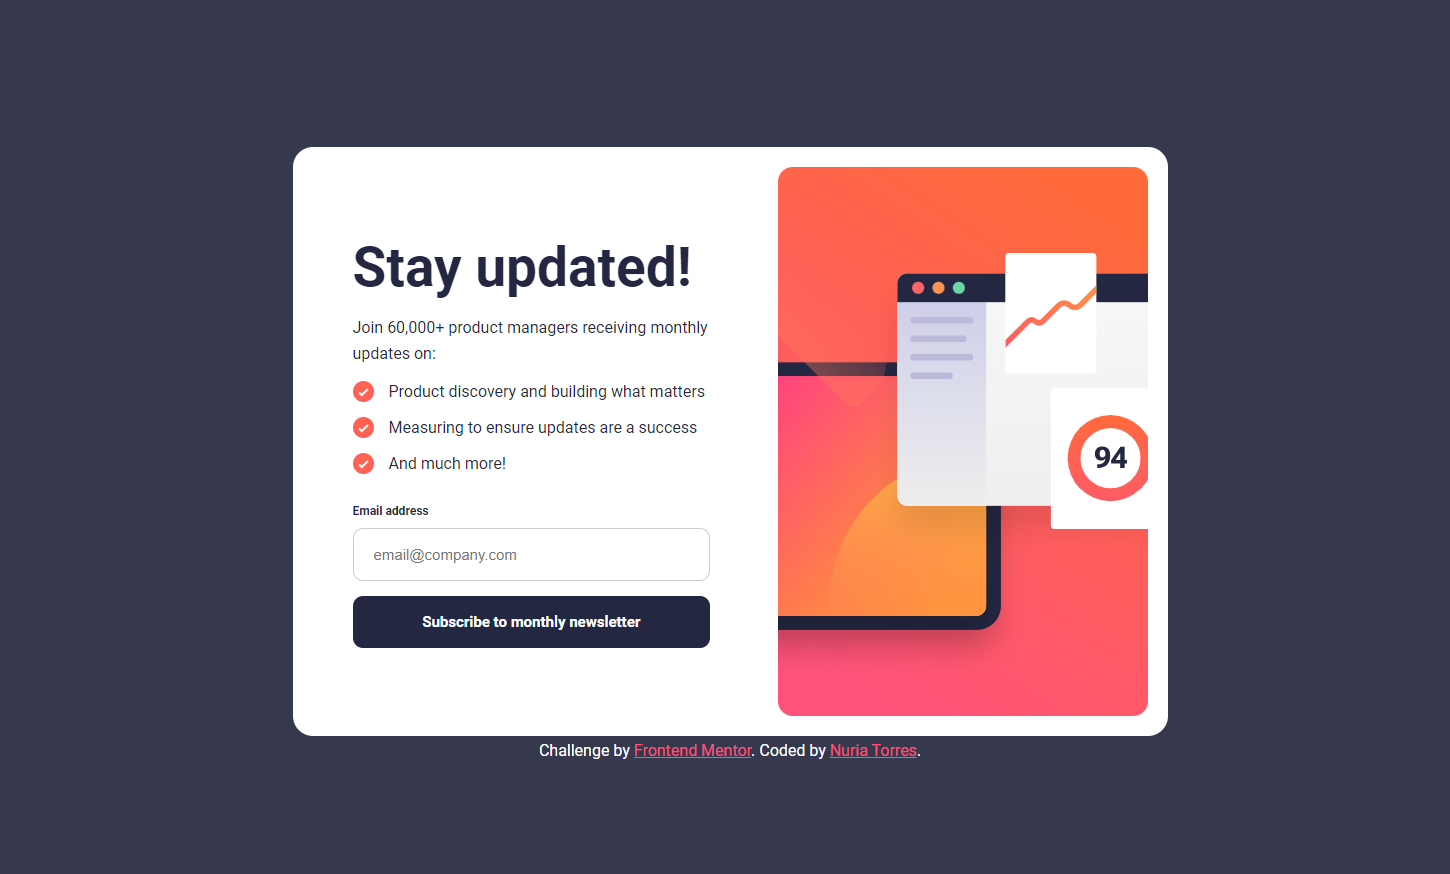 Stay updated!
Join 60,000+ product managers receiving monthly
updates on:
Product discovery and building what matters
Measuring to ensure updates are a success
And much more!
Email address
email@company.com
Subscribe to monthly newsletter
94
Challenge by Frontend Mentor. Coded by Nuria Torres.